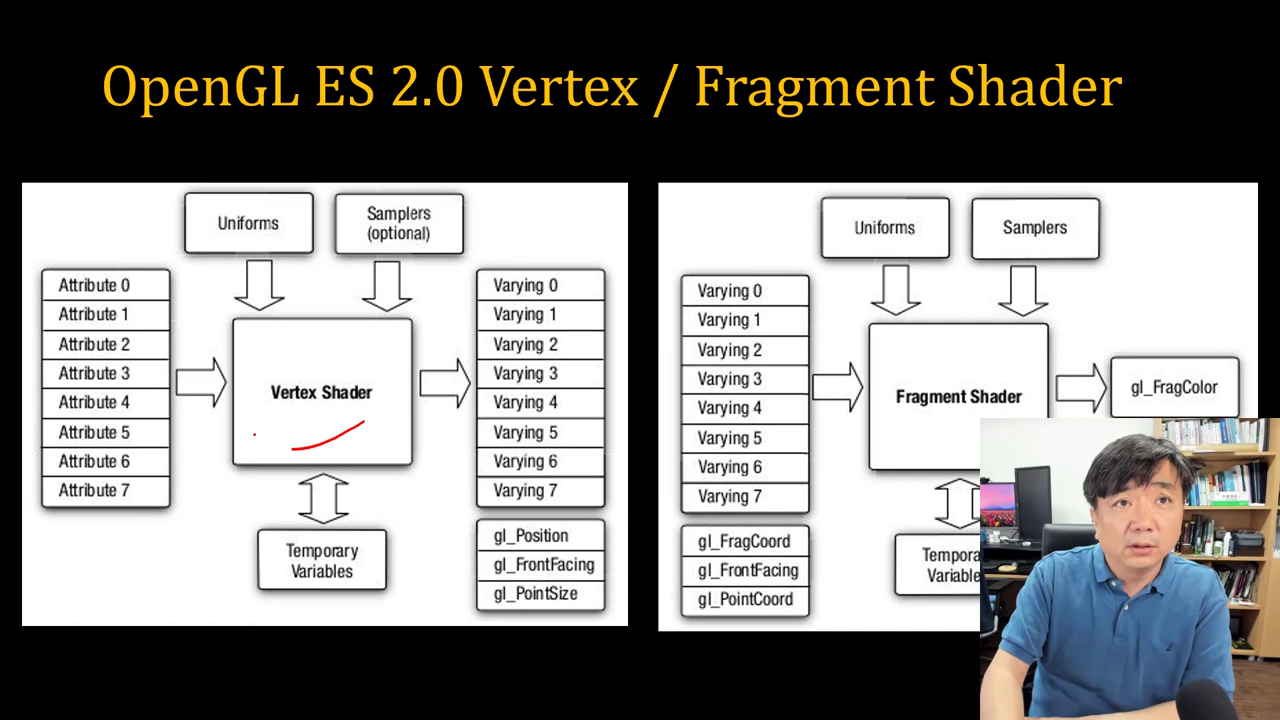 OpenGL ES 2.0 Vertex / Fragment Shader
Uniforms
Samplers
(optional)
Attribute 0
Attribute 1
Attribute 2
Attribute 3
Attribute 4
Attribute 5
Attribute 6
Attribute 7
Vertex Shader
Varying 0
Varying 1
Varying 2
Varying 3
Varying 4
Varying 5
Varying 6
Varying 7
gl_Position
gl_FrontFacing
gl_PointSize
Temporary
Variables
Uniforms
Samplers
Varying 0
Varying 1
Varying 2
Varying 3
Varying 4
Varying 5
Varying 6
Varying 7
gl_FragCoord
gl_FrontFacing
gl_PointCoord
Fragment Shader
gl_FragColor
Tempora
Variable